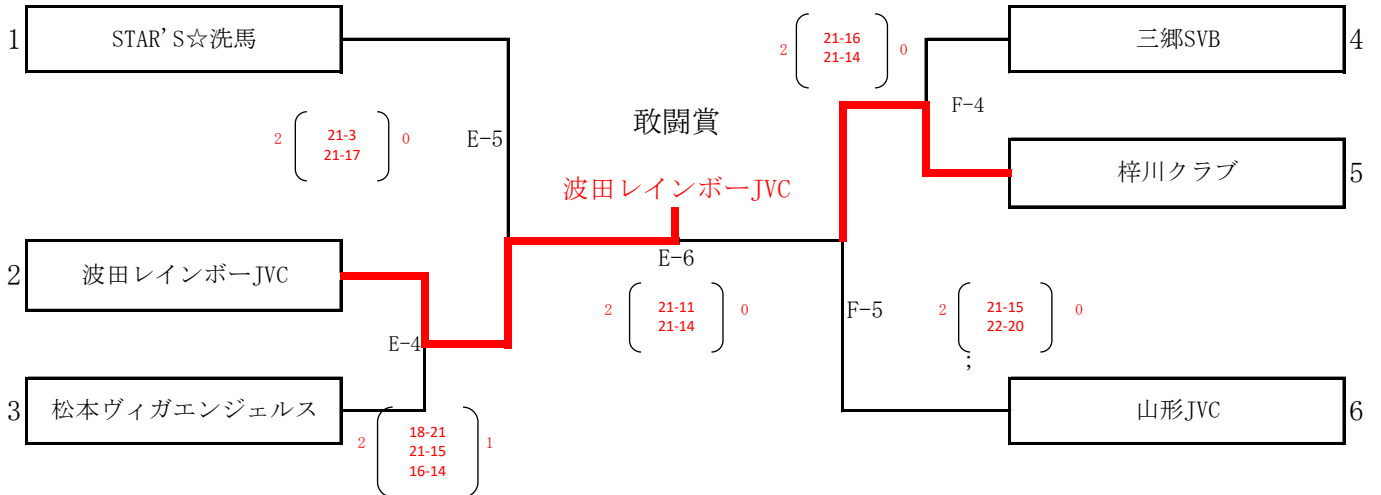 1 STAR'S☆洗馬
2 21-3 0
21-17
E-5
2 波田レインボーJVC
E-4
3 松本ヴィガエンジェルス
2 18-21 1
21-15
16-14
敢闘賞
波田レインボーJVC
E-6
2 21-11 0
21-14
2 21-16 0
21-14
三郷SVB 4
F-4
梓川クラブ 5
F-5
2 21-15 0
22-20
;
山形JVC 6